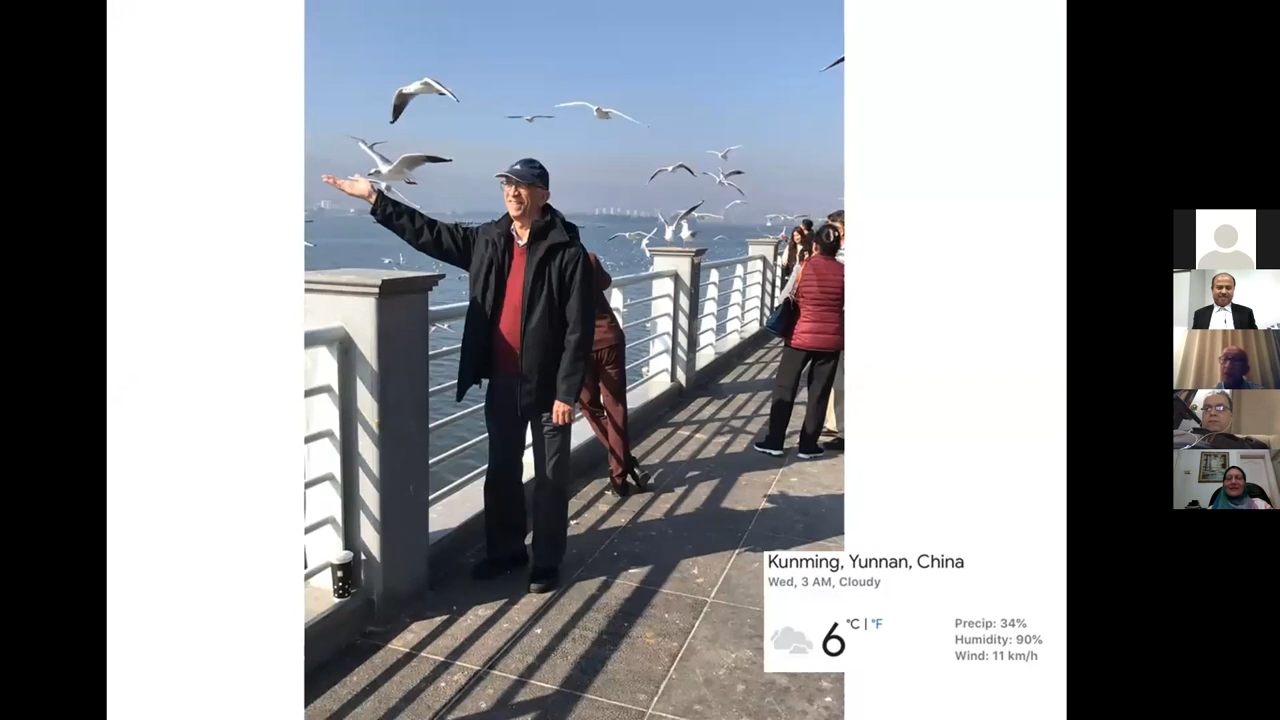 Kunming, Yunnan, China
Wed, 3 AM, Cloudy
6 °C | °F
Precip: 34%
Humidity: 90%
Wind: 11 km/h